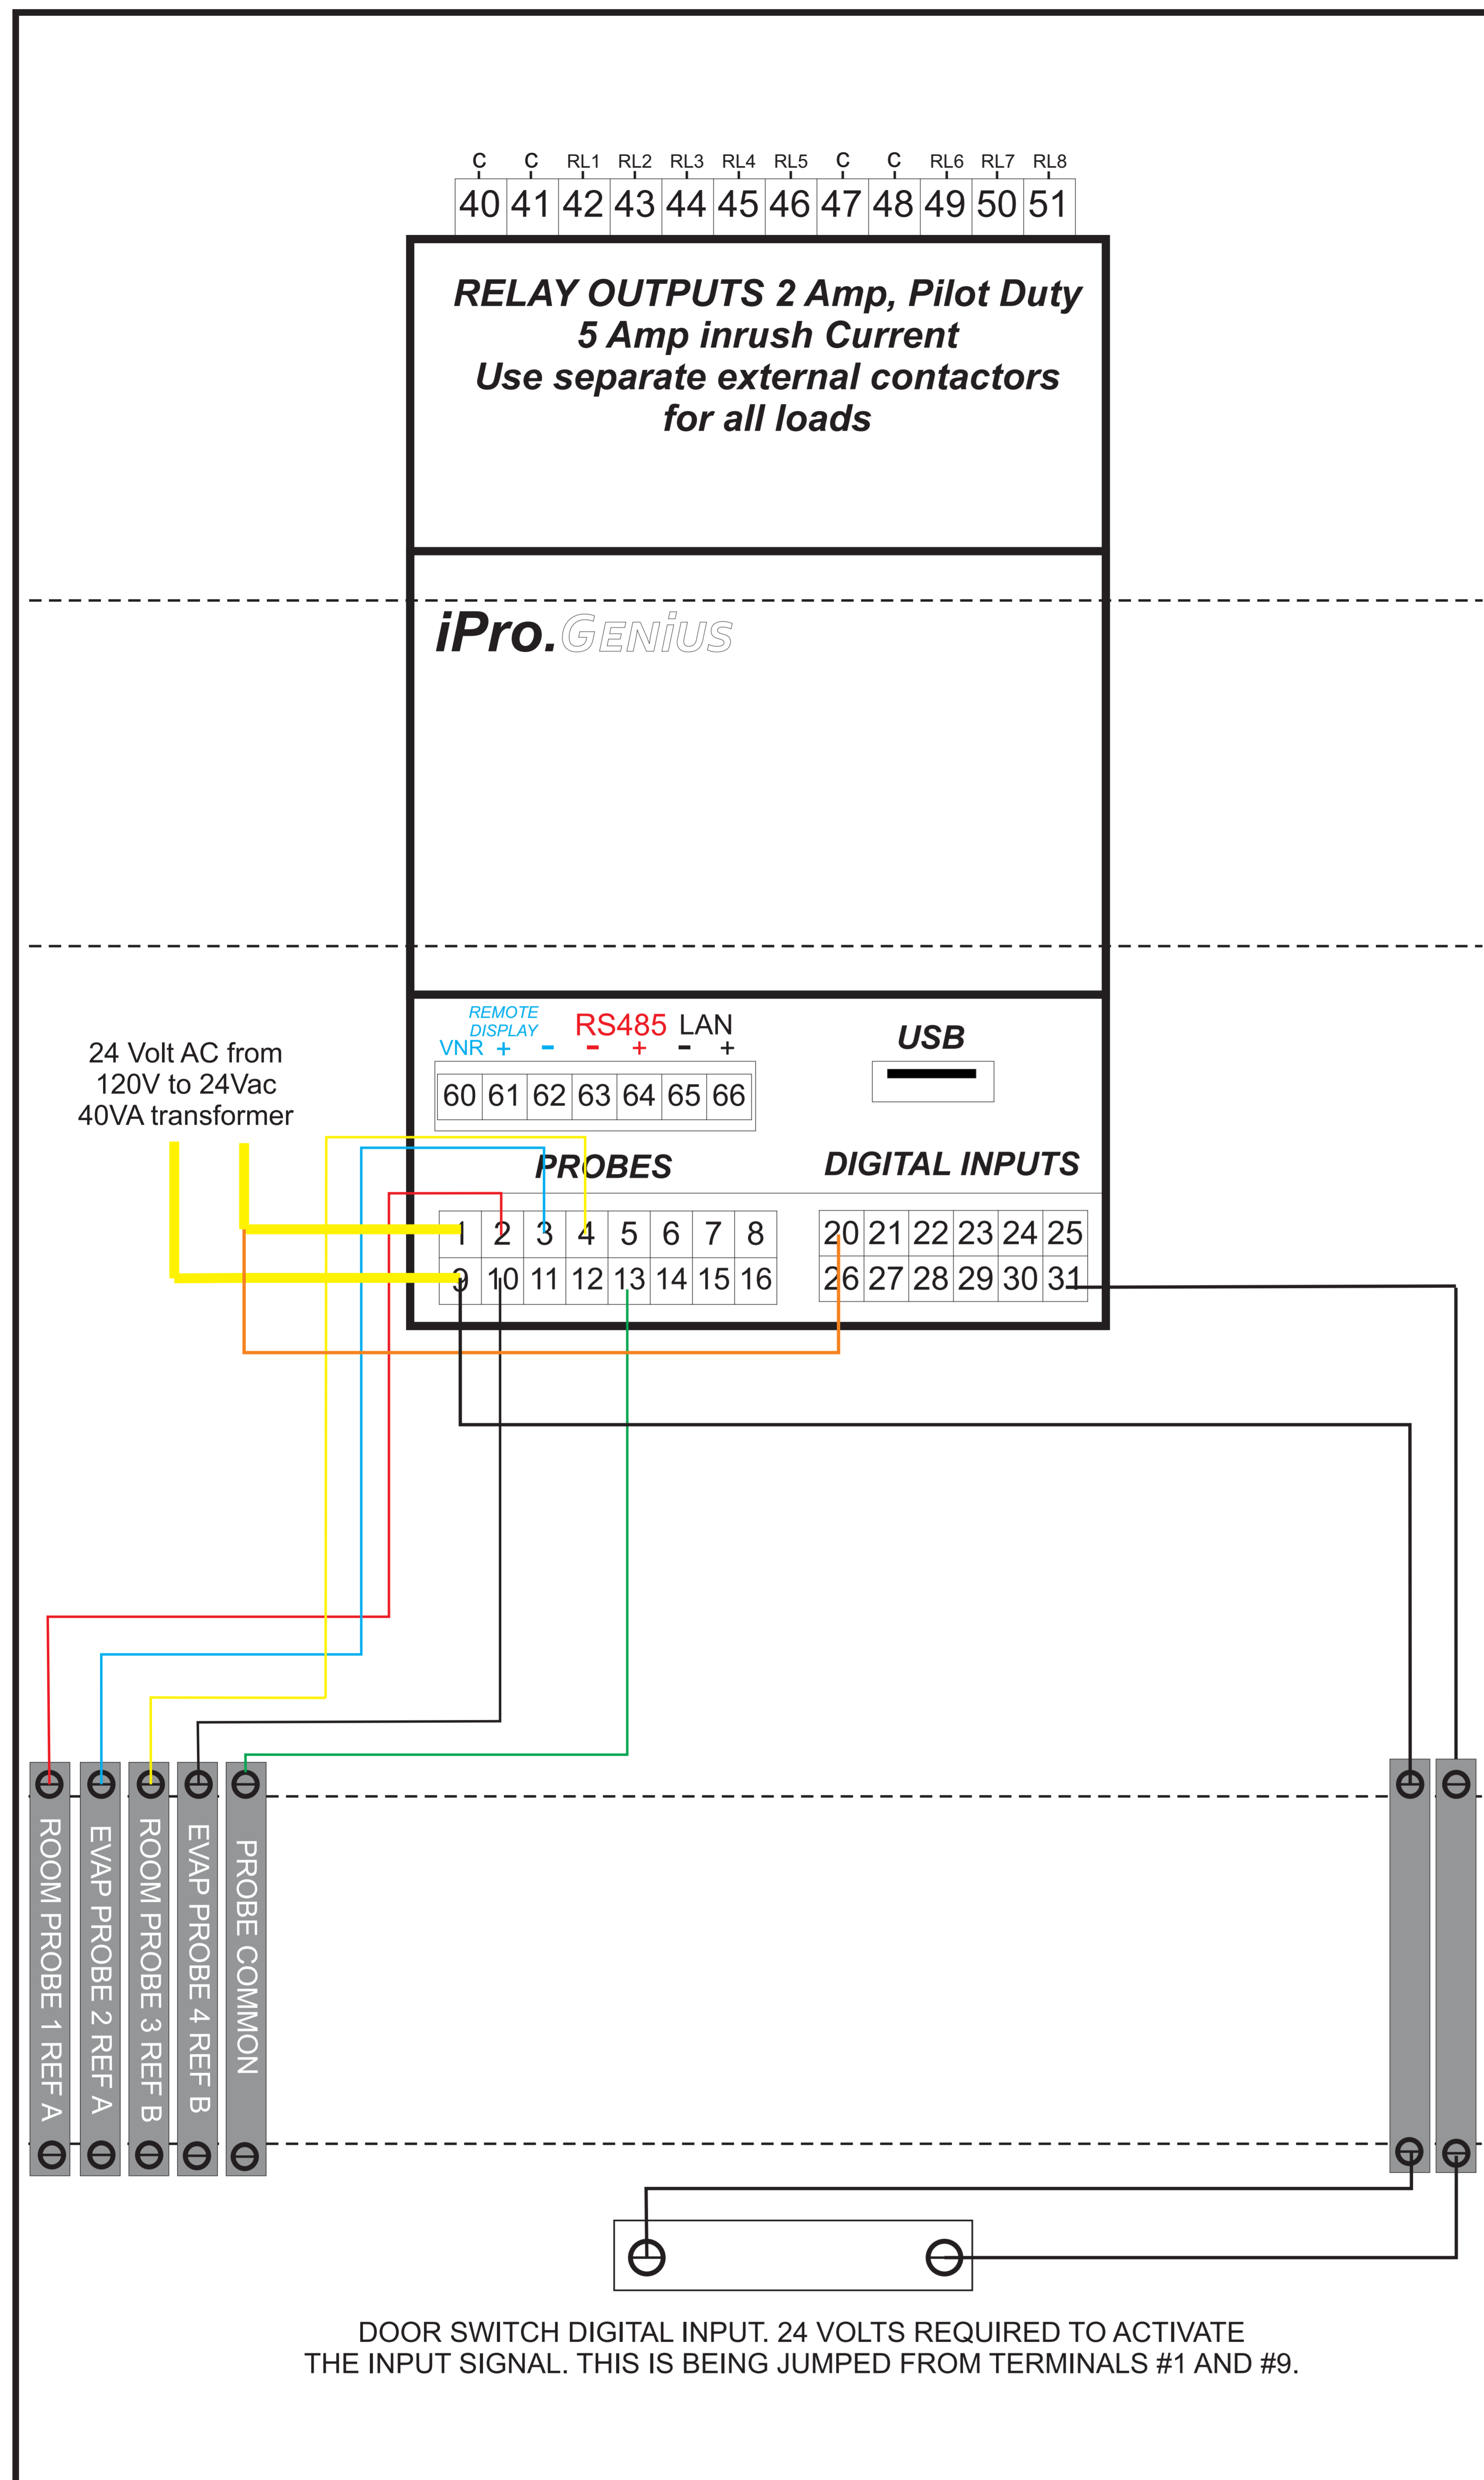 C C RL1 RL2 RL3 RL4 RL5 C C RL6 RL7 RL8
40 41 42 43 44 45 46 47 48 49 50 51
RELAY OUTPUTS 2 Amp, Pilot Duty
5 Amp inrush Current
Use separate external contactors
for all loads
iPro.GENiUS
24 Volt AC from
120V to 24Vac
40VA transformer
REMOTE
DISPLAY
RS485 LAN
VNR + - - + - +
60 61 62 63 64 65 66
USB
PROBES
DIGITAL INPUTS
1 2 3 4 5 6 7 8
9 10 11 12 13 14 15 16
20 21 22 23 24 25
26 27 28 29 30 31
ROOM PROBE 1 REF A
EVAP PROBE 2 REF A
ROOM PROBE 3 REF B
EVAP PROBE 4 REF B
PROBE COMMON
DOOR SWITCH DIGITAL INPUT. 24 VOLTS REQUIRED TO ACTIVATE
THE INPUT SIGNAL. THIS IS BEING JUMPED FROM TERMINALS #1 AND #9.